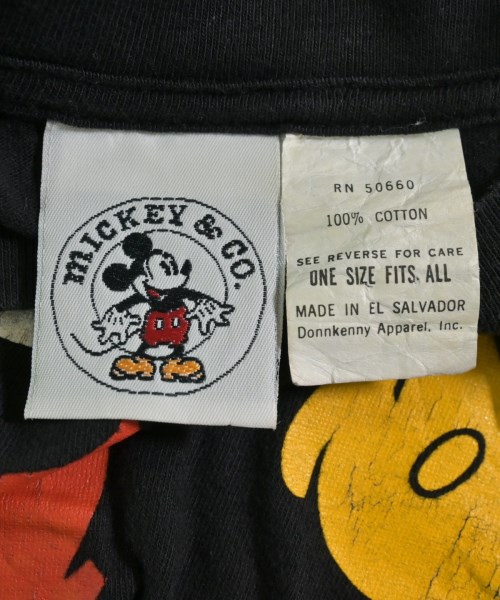 MICKEY & CO.
RN 50660
100% COTTON
SEE REVERSE FOR CARE
ONE SIZE FITS ALL
MADE IN EL SALVADOR
Donnkenny Apparel, Inc.